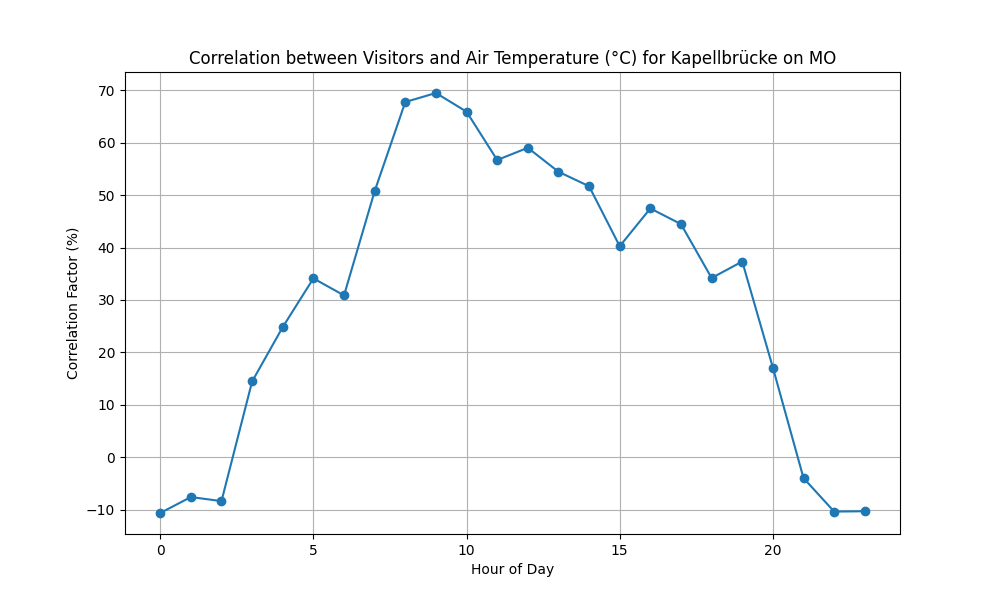 Correlation between Visitors and Air Temperature (°C) for Kapellbrücke on MO
Correlation Factor (%)
70
60
50
40
30
20
10
0
−10
0 5 10 15 20
Hour of Day